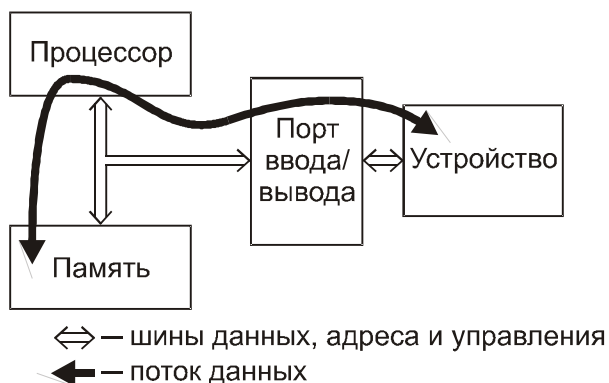 Процессор
Порт
ввода/
вывода
Устройство
Память
– шины данных, адреса и управления
– поток данных